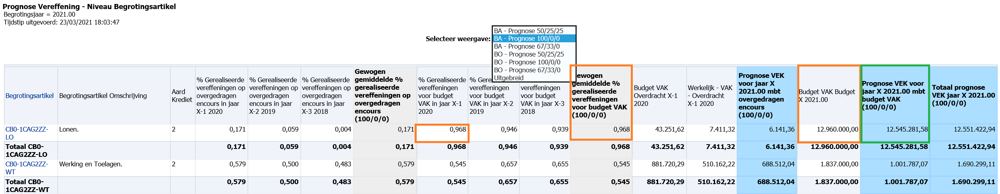 Prognose Vereffening - Niveau Begrotingsartikel
Begrotingsjaar = 2021.00
Tijdstip uitgevoerd: 23/03/2021 18:03:47
Selecteer weergave:
BA - Prognose 50/25/25
BA - Prognose 100/0/0
BA - Prognose 67/33/0
BO - Prognose 50/25/25
BO - Prognose 100/0/0
BO - Prognose 67/33/0
Uitgebreid
Begrotingsartikel
Begrotingsartikel Omschrijving
Aard
Krediet
% Gerealiseerde
vereffeningen op
overgedragen
encours in jaar
X-1 2020
% Gerealiseerde
vereffeningen op
overgedragen
encours in jaar
X-2 2019
% Gerealiseerde
vereffeningen op
overgedragen
encours in jaar
X-3 2018
Gewogen
gemiddelde %
gerealiseerde
vereffeningen op
overgedragen
encours
(100/0/0)
% Gerealiseerde
vereffeningen
voor budget
VAK in jaar X-1
2020
% G
vereffeningen
voor budget
VAK in jaar X-2
2019
vereffeningen
voor budget
VAK in jaar X-3
2018
ewogen
gemiddelde %
gerealiseerde
vereffeningen
voor budget VAK
(100/0/0)
Budget VAK
Overdracht X-1
2020
Werkelijk - VAK
- Overdracht
X-1 2020
Prognose VEK
voor jaar X
2021.00 mbt
overgedragen
encours
(100/0/0)
Budget VAK Budget
X 2021.00
Prognose VEK voor
jaar X 2021.00 mbt
budget VAK
(100/0/0)
Totaal prognose
VEK jaar X 2021.00
(100/0/0)
CB0-1CAG2ZZ- Lonen. 2 0,171 0,059 0,004 0,171 0,968 0,946 0,939 0,968 43.251,62 7.411,32 6.141,36 12.960.000,00 12.545.281,58 12.551.422,94
LO
Totaal CB0- 0,171 0,059 0,004 0,171 0,968 0,946 0,939 0,968 43.251,62 7.411,32 6.141,36 12.960.000,00 12.545.281,58 12.551.422,94
1CAG2ZZ-LO
CB0-1CAG2ZZ- Werking en Toelagen. 2 0,579 0,500 0,483 0,579 0,545 0,657 0,655 0,545 881.720,29 510.162,22 688.512,04 1.837.000,00 1.001.787,07 1.690.299,11
WT
Totaal CB0- 0,579 0,500 0,483 0,579 0,545 0,657 0,655 0,545 881.720,29 510.162,22 688.512,04 1.837.000,00 1.001.787,07 1.690.299,11
1CAG2ZZ-WT